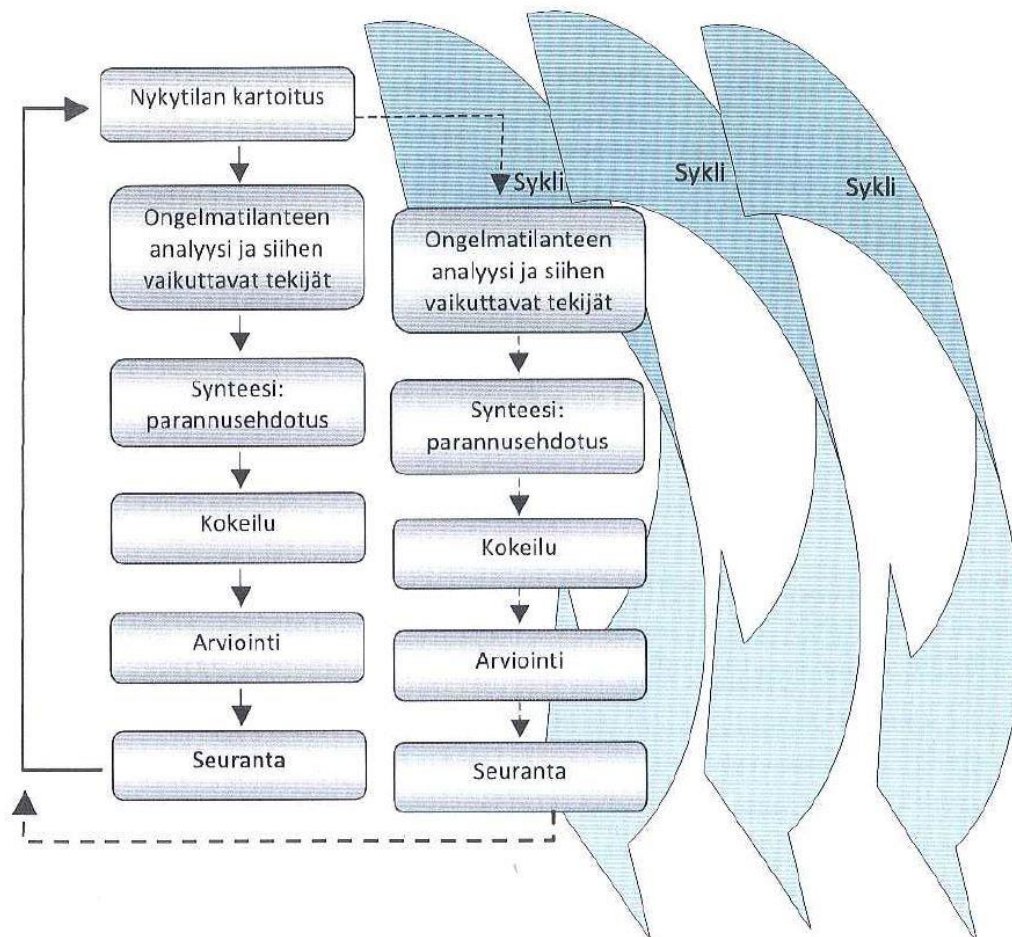 Nykytilan kartoitus
Ongelmatilanteen
analyysi ja siihen
vaikuttavat tekijät
Synteesi:
parannusehdotus
Kokeilu
Arviointi
Seuranta
Sykli
Ongelmatilanteen
analyysi ja siihen
vaikuttavat tekijät
Synteesi:
parannusehdotus
Kokeilu
Arviointi
Seuranta
Sykli
Sykli